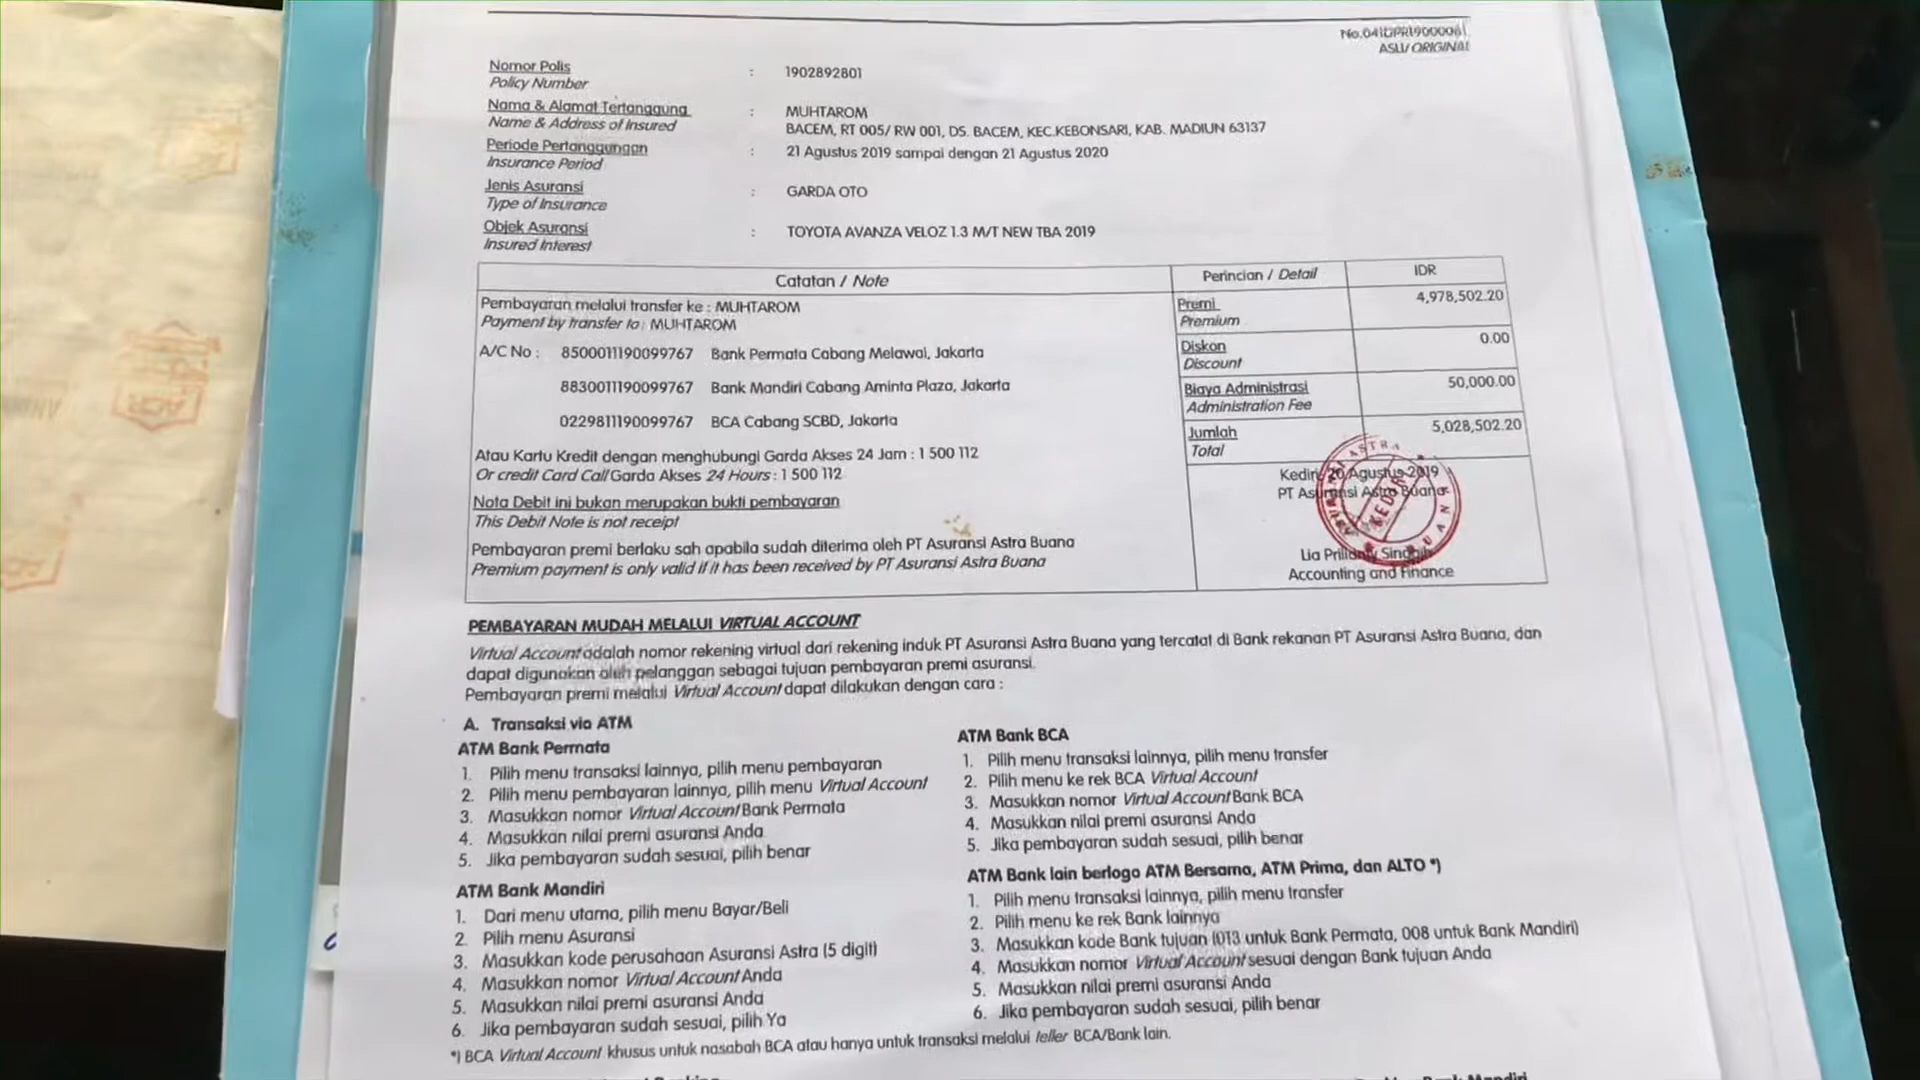 ASLI/ ORIGINAL
Nomor Polis : 1902892801
Policy Number
Nama & Alamat Tertanggung : MUHTAROM
Name & Address of Insured BACEM, RT 005/ RW 001, DS. BACEM, KEC.KEBONSARI, KAB. MADIUN 63137
Periode Pertanggungan : 21 Agustus 2019 sampai dengan 21 Agustus 2020
Insurance Period
Jenis Asuransi : GARDA OTO
Type of Insurance
Objek Asuransi : TOYOTA AVANZA VELOZ 1.3 M/T NEW TBA 2019
Insured Interest
Catatan / Note
Pembayaran melalui transfer ke : MUHTAROM
Payment by transfer to : MUHTAROM
A/C No : 8500011190099767 Bank Permata Cabang Melawai, Jakarta
8830011190099767 Bank Mandiri Cabang Aminta Plaza, Jakarta
0229811190099767 BCA Cabang SCBD, Jakarta
Atau Kartu Kredit dengan menghubungi Garda Akses 24 Jam : 1 500 112
Or credit Card Call Garda Akses 24 Hours : 1 500 112
Nota Debit ini bukan merupakan bukti pembayaran
This Debit Note is not receipt
Pembayaran premi berlaku sah apabila sudah diterima oleh PT Asuransi Astra Buana
Premium payment is only valid if it has been received by PT Asuransi Astra Buana
Perincian / Detail IDR
Premi 4,978,502.20
Premium
Diskon 0.00
Discount
Biaya Administrasi 50,000.00
Administration Fee
Jumlah 5,028,502.20
Total
Kediri, 20 Agustus 2019
PT Asuransi Astra Buana
Lia
Accounting and Finance
PEMBAYARAN MUDAH MELALUI VIRTUAL ACCOUNT
Virtual Account adalah nomor rekening virtual dari rekening induk PT Asuransi Astra Buana yang tercatat di Bank rekanan PT Asuransi Astra Buana, dan
dapat digunakan oleh pelanggan sebagai tujuan pembayaran premi asuransi.
Pembayaran premi melalui Virtual Account dapat dilakukan dengan cara :
A. Transaksi via ATM
ATM Bank Permata
1. Pilih menu transaksi lainnya, pilih menu pembayaran
2. Pilih menu pembayaran lainnya, pilih menu Virtual Account
3. Masukkan nomor Virtual Account Bank Permata
4. Masukkan nilai premi asuransi Anda
5. Jika pembayaran sudah sesuai, pilih benar
ATM Bank Mandiri
1. Dari menu utama, pilih menu Bayar/Beli
2. Pilih menu Asuransi
3. Masukkan kode perusahaan Asuransi Astra (5 digit)
4. Masukkan nomor Virtual Account Anda
5. Masukkan nilai premi asuransi Anda
6. Jika pembayaran sudah sesuai, pilih Ya
ATM Bank BCA
1. Pilih menu transaksi lainnya, pilih menu transfer
2. Pilih menu ke rek BCA Virtual Account
3. Masukkan nomor Virtual Account Bank BCA
4. Masukkan nilai premi asuransi Anda
5. Jika pembayaran sudah sesuai, pilih benar
ATM Bank lain berlogo ATM Bersama, ATM Prima, dan ALTO *)
1. Pilih menu transaksi lainnya, pilih menu transfer
2. Pilih menu ke rek Bank lainnya
3. Masukkan kode Bank tujuan (013 untuk Bank Permata, 008 untuk Bank Mandiri)
4. Masukkan nomor Virtual Account sesuai dengan Bank tujuan Anda
5. Masukkan nilai premi asuransi Anda
6. Jika pembayaran sudah sesuai, pilih benar
*) BCA Virtual Account khusus untuk nasabah BCA atau hanya untuk transaksi melalui teller BCA/Bank lain.